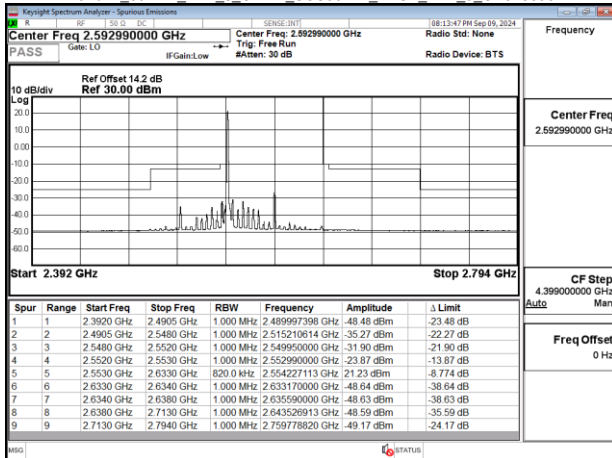 Keysight Spectrum Analyzer - Spurious Emissions
R RF 50 Ω DC SENSE:INT 08:13:47 PM Sep 09, 2024
Center Freq 2.592990000 GHz Center Freq: 2.592990000 GHz Radio Std: None Frequency
PASS Gate: LO IFGain:Low Trig: Free Run
#Atten: 30 dB Radio Device: BTS
Ref Offset 14.2 dB
10 dB/div Ref 30.00 dBm
Log
20.0
10.0
0.00
-10.0
-20.0
-30.0
-40.0
-50.0
-60.0
Start 2.392 GHz Stop 2.794 GHz
Center Freq
2.592990000 GHz
CF Step
4.399000000 GHz
Auto Man
Freq Offset
0 Hz
Spur Range Start Freq Stop Freq RBW Frequency Amplitude Δ Limit
1 1 2.3920 GHz 2.4905 GHz 1.000 MHz 2.489997398 GHz -48.48 dBm -23.48 dB
2 2 2.4905 GHz 2.5480 GHz 1.000 MHz 2.515210614 GHz -35.27 dBm -22.27 dB
3 3 2.5480 GHz 2.5520 GHz 1.000 MHz 2.549950000 GHz -31.90 dBm -21.90 dB
4 4 2.5520 GHz 2.5530 GHz 1.000 MHz 2.552990000 GHz -23.87 dBm -13.87 dB
5 5 2.5530 GHz 2.6330 GHz 820.0 kHz 2.554227113 GHz 21.23 dBm -8.774 dB
6 6 2.6330 GHz 2.6340 GHz 1.000 MHz 2.633170000 GHz -48.64 dBm -38.64 dB
7 7 2.6340 GHz 2.6380 GHz 1.000 MHz 2.635590000 GHz -48.63 dBm -38.63 dB
8 8 2.6380 GHz 2.7130 GHz 1.000 MHz 2.643526913 GHz -48.59 dBm -35.59 dB
9 9 2.7130 GHz 2.7940 GHz 1.000 MHz 2.759778820 GHz -49.17 dBm -24.17 dB
MSG STATUS